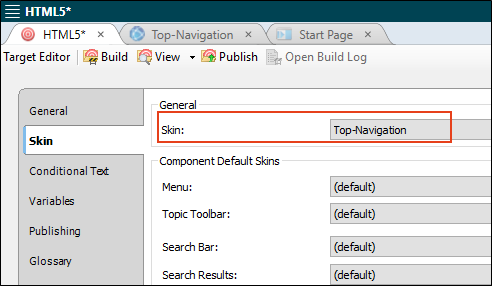 HTML5*
HTML5* Top-Navigation Start Page
Target Editor Build View Publish Open Build Log
General
Skin
Conditional Text
Variables
Publishing
Glossary
General
Skin: Top-Navigation
Component Default Skins
Menu: (default)
Topic Toolbar: (default)
Search Bar: (default)
Search Results: (default)